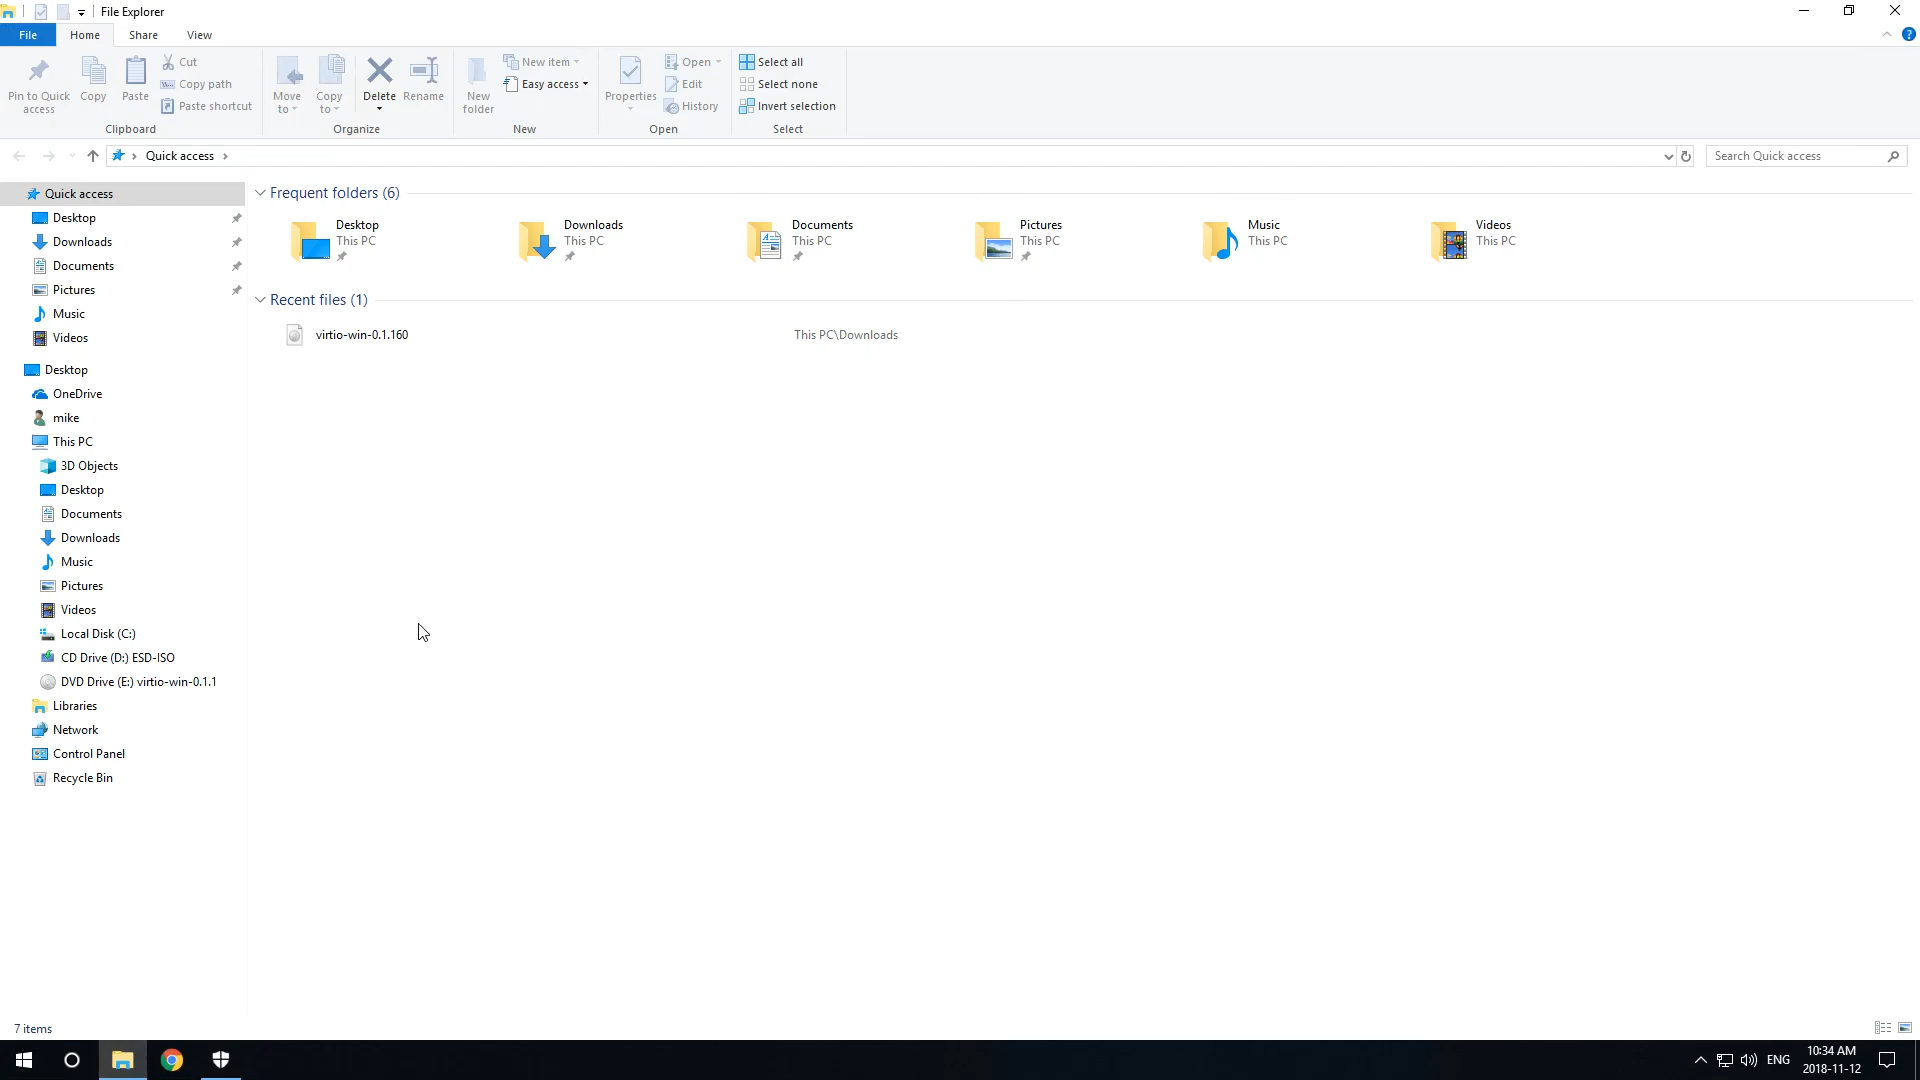 File Explorer
File Home Share View
Pin to Quick access
Copy
Paste
Cut
Copy path
Paste shortcut
Clipboard
Move to
Copy to
Delete
Rename
Organize
New folder
New item
Easy access
New
Properties
Open
Edit
History
Open
Select all
Select none
Invert selection
Select
Quick access
Search Quick access
Quick access
Desktop
Downloads
Documents
Pictures
Music
Videos
Desktop
OneDrive
mike
This PC
3D Objects
Desktop
Documents
Downloads
Music
Pictures
Videos
Local Disk (C:)
CD Drive (D:) ESD-ISO
DVD Drive (E:) virtio-win-0.1.1
Libraries
Network
Control Panel
Recycle Bin
Frequent folders (6)
Desktop
This PC
Downloads
This PC
Documents
This PC
Pictures
This PC
Music
This PC
Videos
This PC
Recent files (1)
virtio-win-0.1.160 This PC\Downloads
7 items
ENG
10:34 AM
2018-11-12